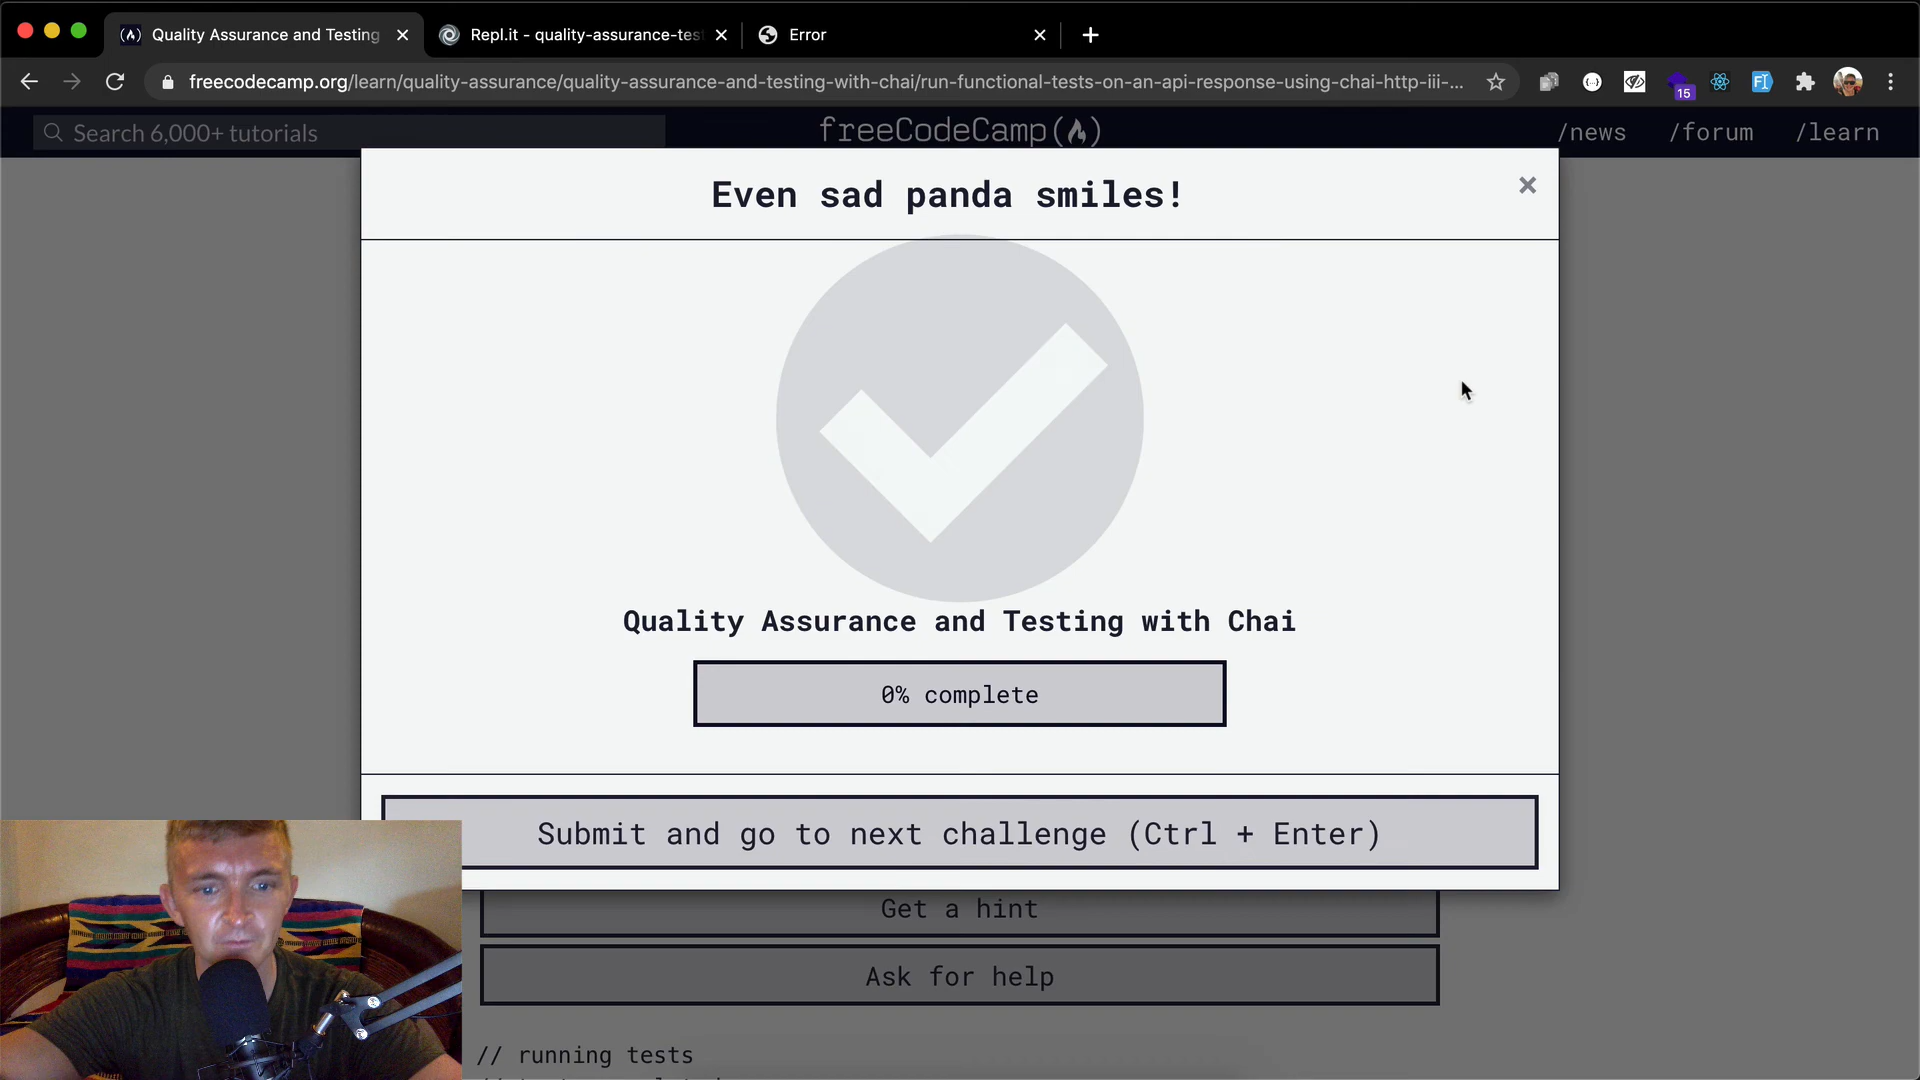 Quality Assurance and Testing
Repl.it - quality-assurance-tes
Error
freecodecamp.org/learn/quality-assurance/quality-assurance-and-testing-with-chai/run-functional-tests-on-an-api-response-using-chai-http-iii-...
15
Search 6,000+ tutorials
freeCodeCamp
/news
/forum
/learn
Even sad panda smiles!
Quality Assurance and Testing with Chai
0% complete
Submit and go to next challenge (Ctrl + Enter)
Get a hint
Ask for help
// running tests